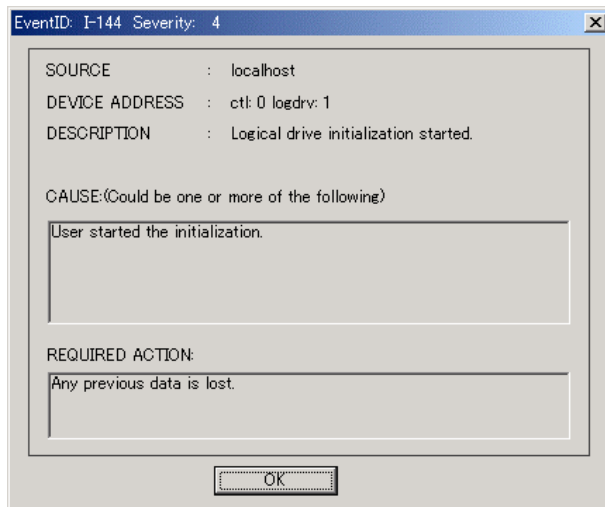 EventID: I-144 Severity: 4
SOURCE : localhost
DEVICE ADDRESS : ctl: 0 logdrv: 1
DESCRIPTION : Logical drive initialization started.
CAUSE:(Could be one or more of the following)
User started the initialization.
REQUIRED ACTION:
Any previous data is lost.
OK